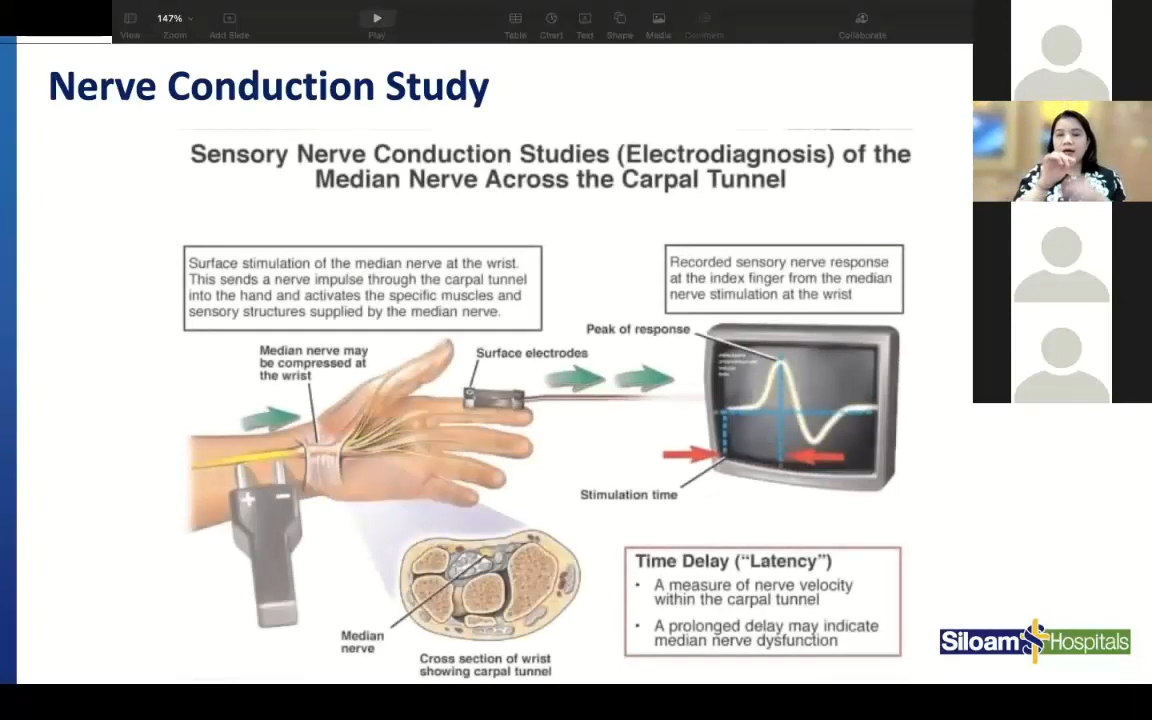 147%
View
Zoom
Add Slide
Play
Table
Chart
Text
Shape
Media
Comment
Collaborate
Nerve Conduction Study
Sensory Nerve Conduction Studies (Electrodiagnosis) of the
Median Nerve Across the Carpal Tunnel
Surface stimulation of the median nerve at the wrist.
This sends a nerve impulse through the carpal tunnel
into the hand and activates the specific muscles and
sensory structures supplied by the median nerve.
Recorded sensory nerve response
at the index finger from the median
nerve stimulation at the wrist
Peak of response
Median nerve may
be compressed at
the wrist
Surface electrodes
+ −
Stimulation time
Time Delay (“Latency”)
• A measure of nerve velocity
within the carpal tunnel
• A prolonged delay may indicate
median nerve dysfunction
Median
nerve
Cross section of wrist
showing carpal tunnel
Siloam Hospitals